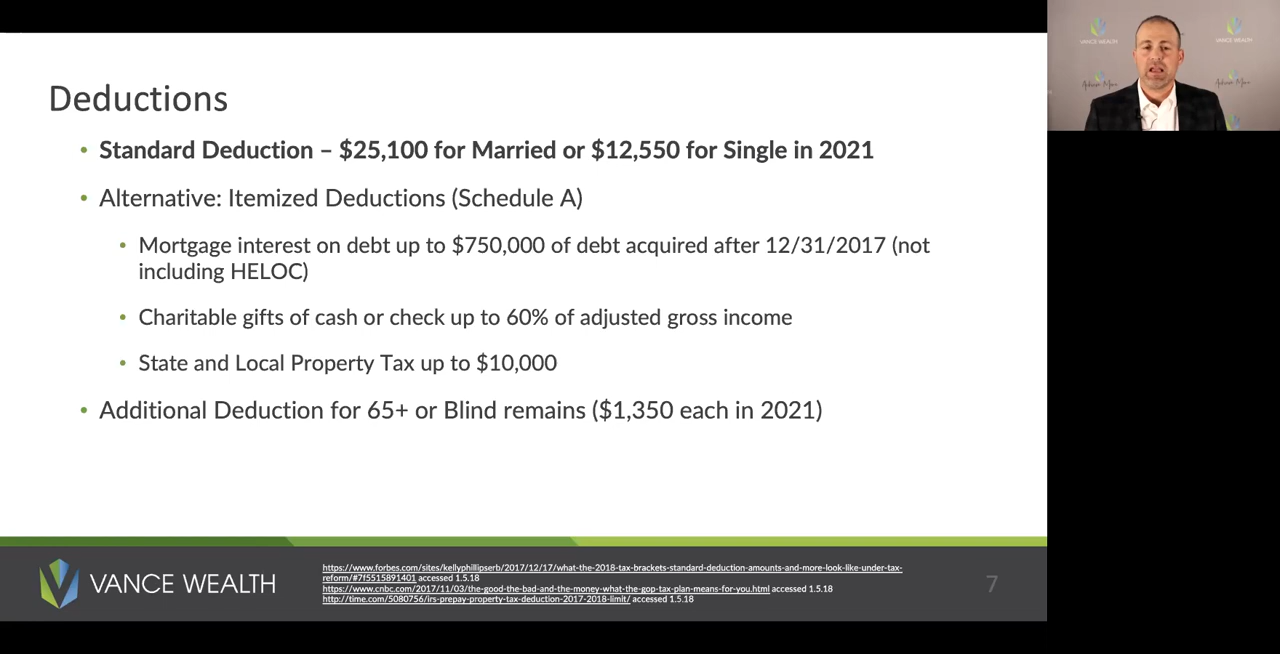 Deductions
• Standard Deduction – $25,100 for Married or $12,550 for Single in 2021
• Alternative: Itemized Deductions (Schedule A)
• Mortgage interest on debt up to $750,000 of debt acquired after 12/31/2017 (not
including HELOC)
• Charitable gifts of cash or check up to 60% of adjusted gross income
• State and Local Property Tax up to $10,000
• Additional Deduction for 65+ or Blind remains ($1,350 each in 2021)
VANCE WEALTH
https://www.forbes.com/sites/kellyphillipserb/2017/12/17/what-the-2018-tax-brackets-standard-deduction-amounts-and-more-look-like-under-tax-
reform/#7f5515891401 accessed 1.5.18
https://www.cnbc.com/2017/11/03/the-good-the-bad-and-the-money-what-the-gop-tax-plan-means-for-you.html accessed 1.5.18
http://time.com/5080756/irs-prepay-property-tax-deduction-2017-2018-limit/ accessed 1.5.18
7
VANCE WEALTH
VANCE WEALTH